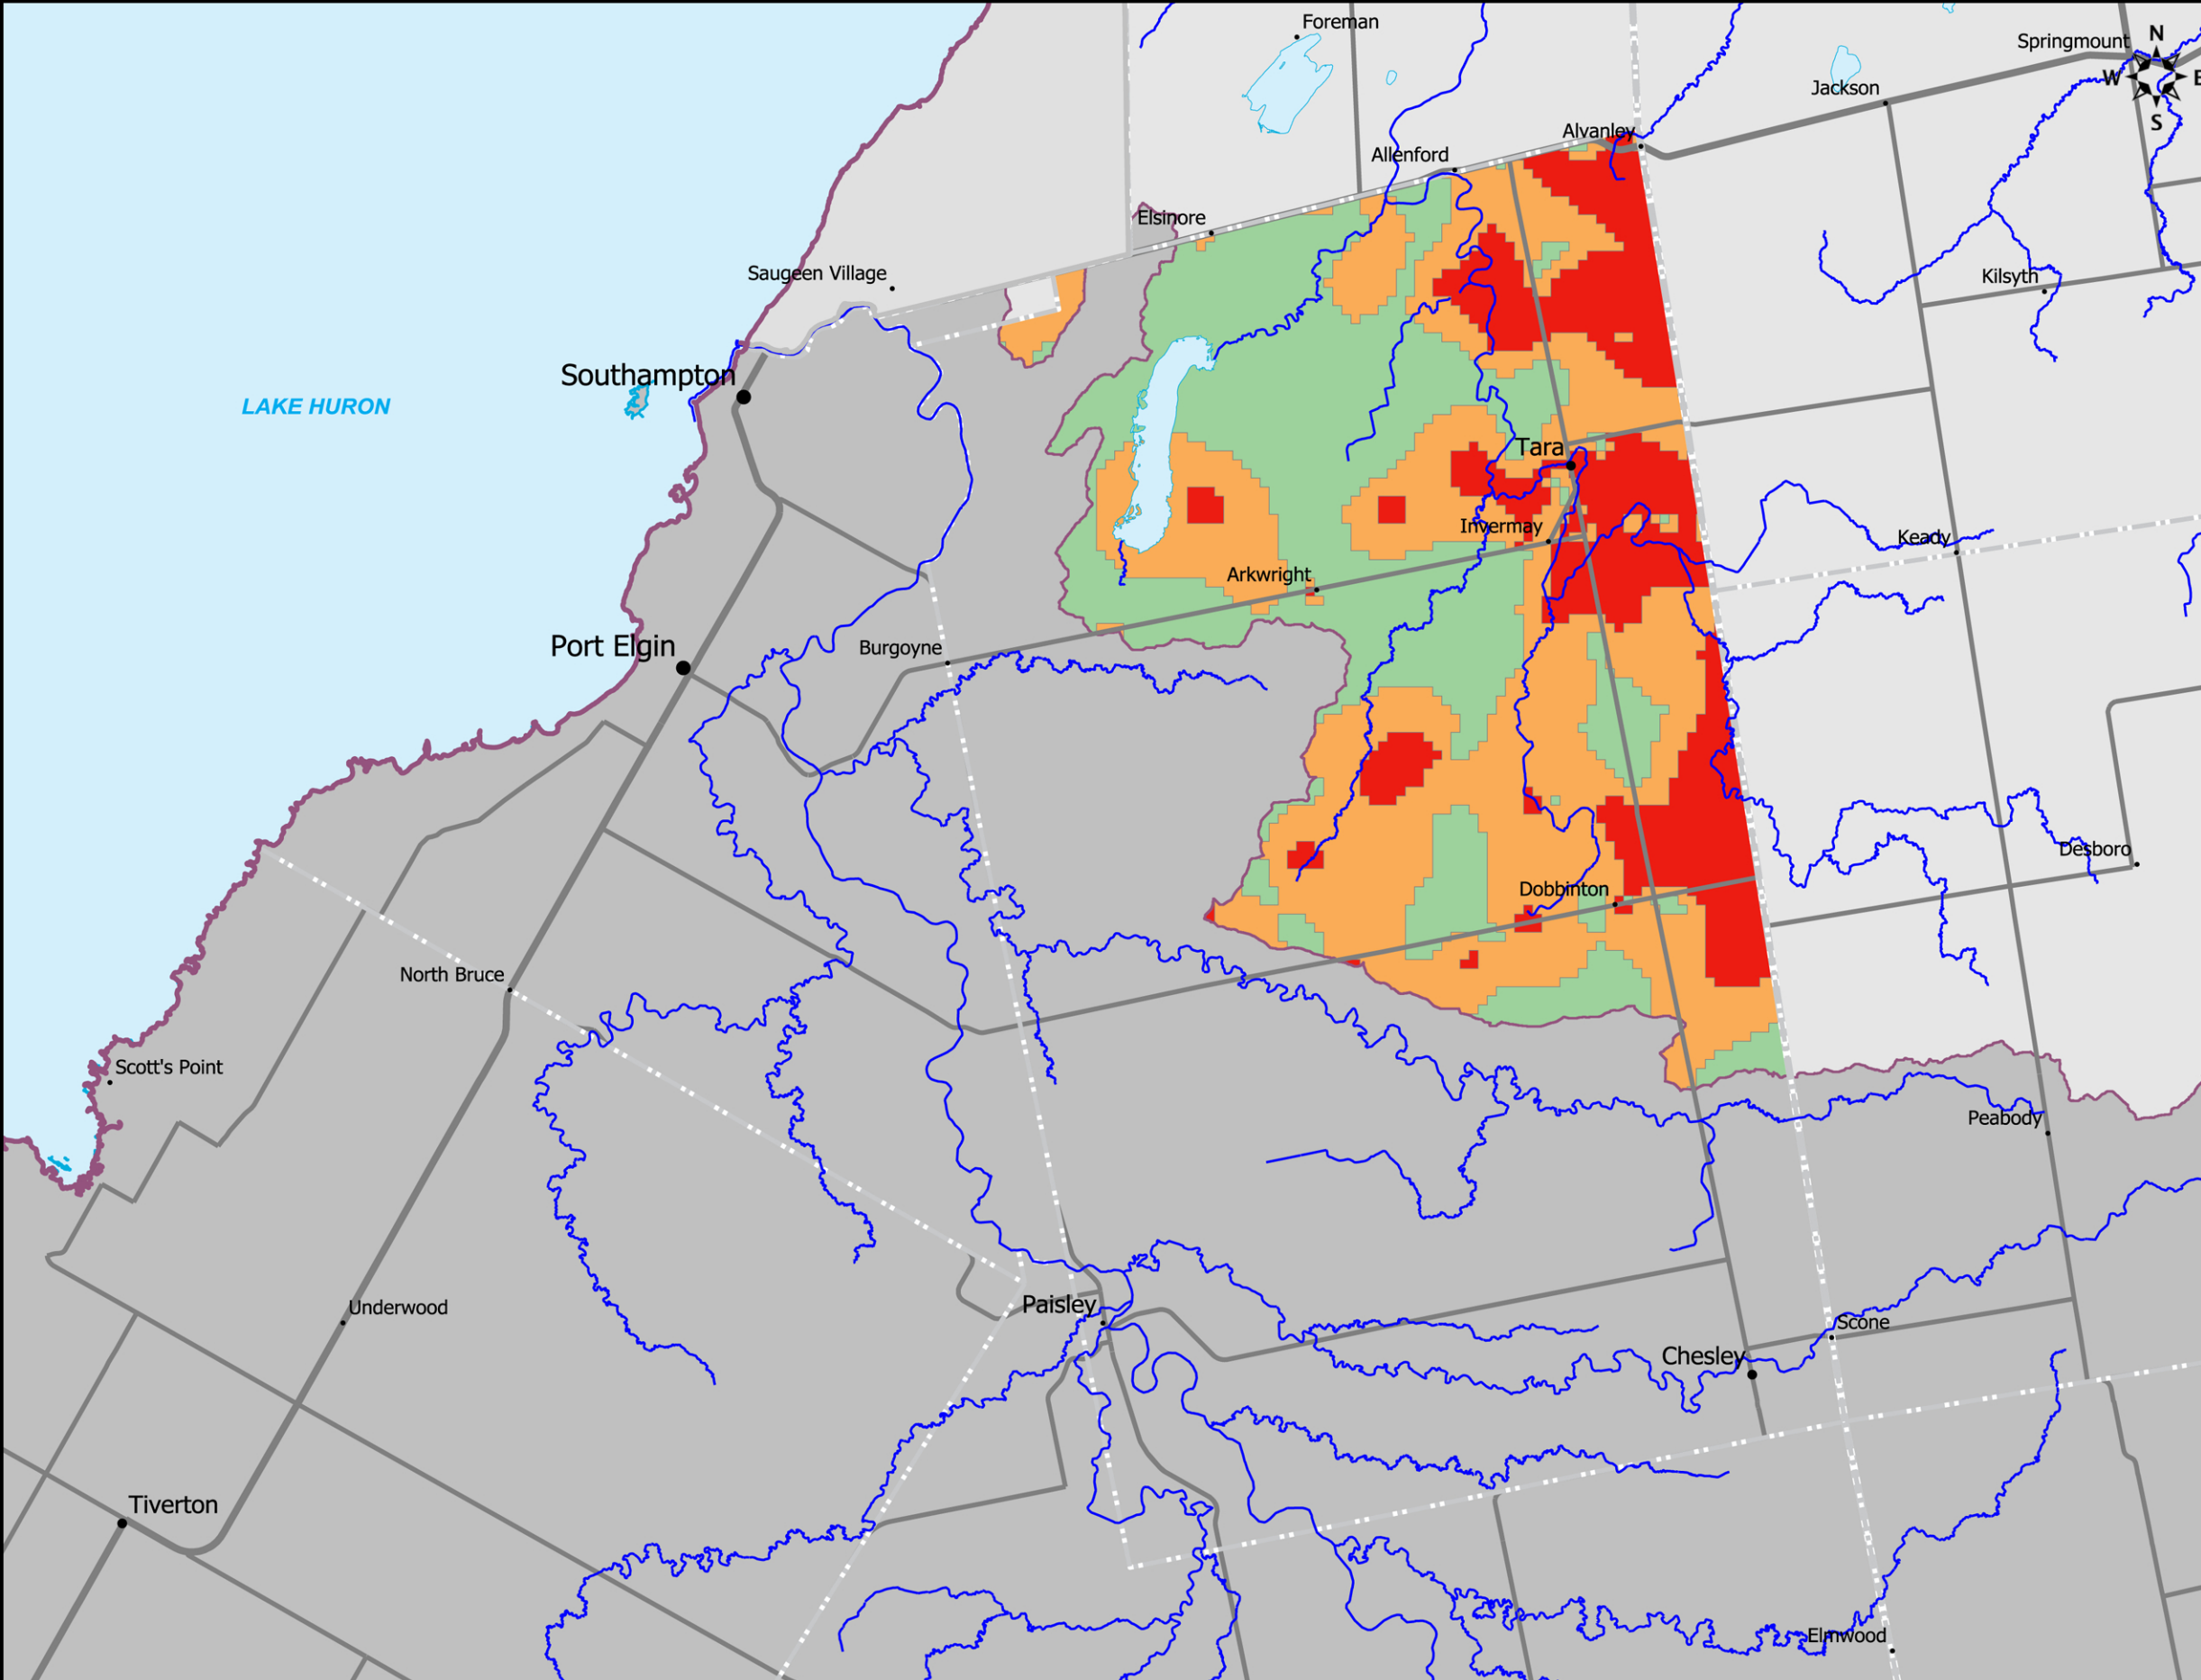 Foreman
Springmount
N
W
E
S
Jackson
Alvanley
Allenford
Elsinore
Saugeen Village
Kilsyth
Southampton
LAKE HURON
Tara
Invermay
Keady
Arkwright
Port Elgin
Burgoyne
Desboro
Dobbinton
North Bruce
Scott's Point
Peabody
Paisley
Underwood
Scone
Chesley
Tiverton
Elmwood